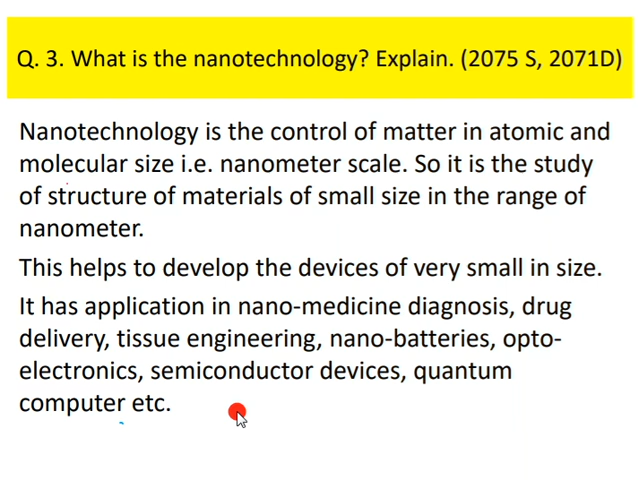 Q. 3. What is the nanotechnology? Explain. (2075 S, 2071D)
Nanotechnology is the control of matter in atomic and
molecular size i.e. nanometer scale. So it is the study
of structure of materials of small size in the range of
nanometer.
This helps to develop the devices of very small in size.
It has application in nano-medicine diagnosis, drug
delivery, tissue engineering, nano-batteries, opto-
electronics, semiconductor devices, quantum
computer etc.